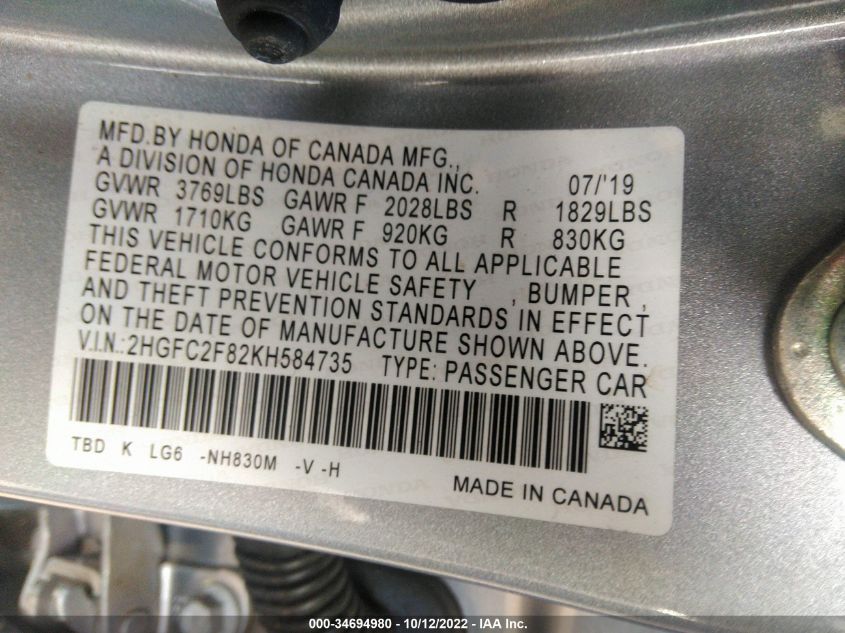 MFD.BY HONDA OF CANADA MFG.,
A DIVISION OF HONDA CANADA INC. 07/'19
GVWR 3769LBS GAWR F 2028LBS R 1829LBS
GVWR 1710KG GAWR F 920KG R 830KG
THIS VEHICLE CONFORMS TO ALL APPLICABLE
FEDERAL MOTOR VEHICLE SAFETY , BUMPER ,
AND THEFT PREVENTION STANDARDS IN EFFECT
ON THE DATE OF MANUFACTURE SHOWN ABOVE.
V.I.N.:2HGFC2F82KH584735 TYPE: PASSENGER CAR
TBD K LG6 -NH830M -V -H
MADE IN CANADA
000-34694980 - 10/12/2022 - IAA Inc.